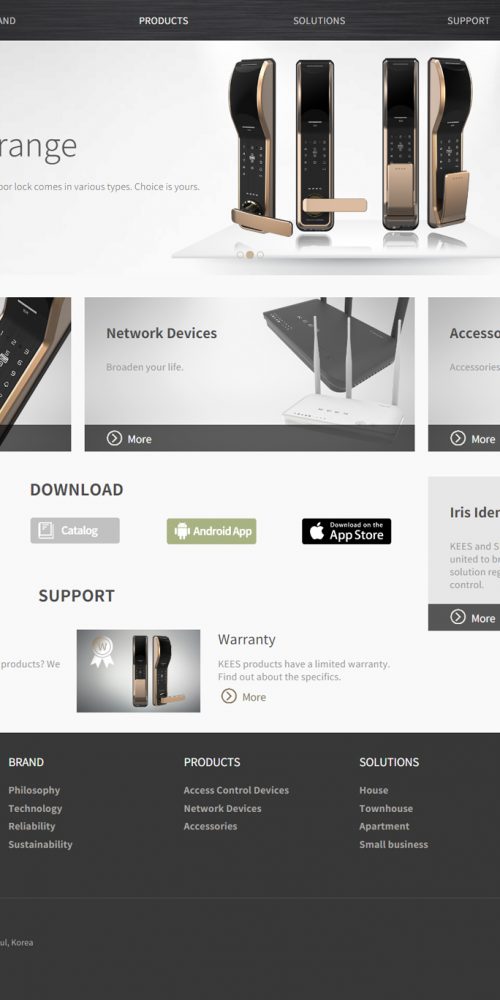 AND PRODUCTS SOLUTIONS SUPPORT
range
oor lock comes in various types. Choice is yours.
Network Devices
Broaden your life.
More
Accesso
Accessories
More
DOWNLOAD
Catalog
Android App
Download on the
App Store
Iris Iden
KEES and S
united to br
solution reg
control.
More
SUPPORT
products? We
W
Warranty
KEES products have a limited warranty.
Find out about the specifics.
More
BRAND
Philosophy
Technology
Reliability
Sustainability
PRODUCTS
Access Control Devices
Network Devices
Accessories
SOLUTIONS
House
Townhouse
Apartment
Small business
ul, Korea